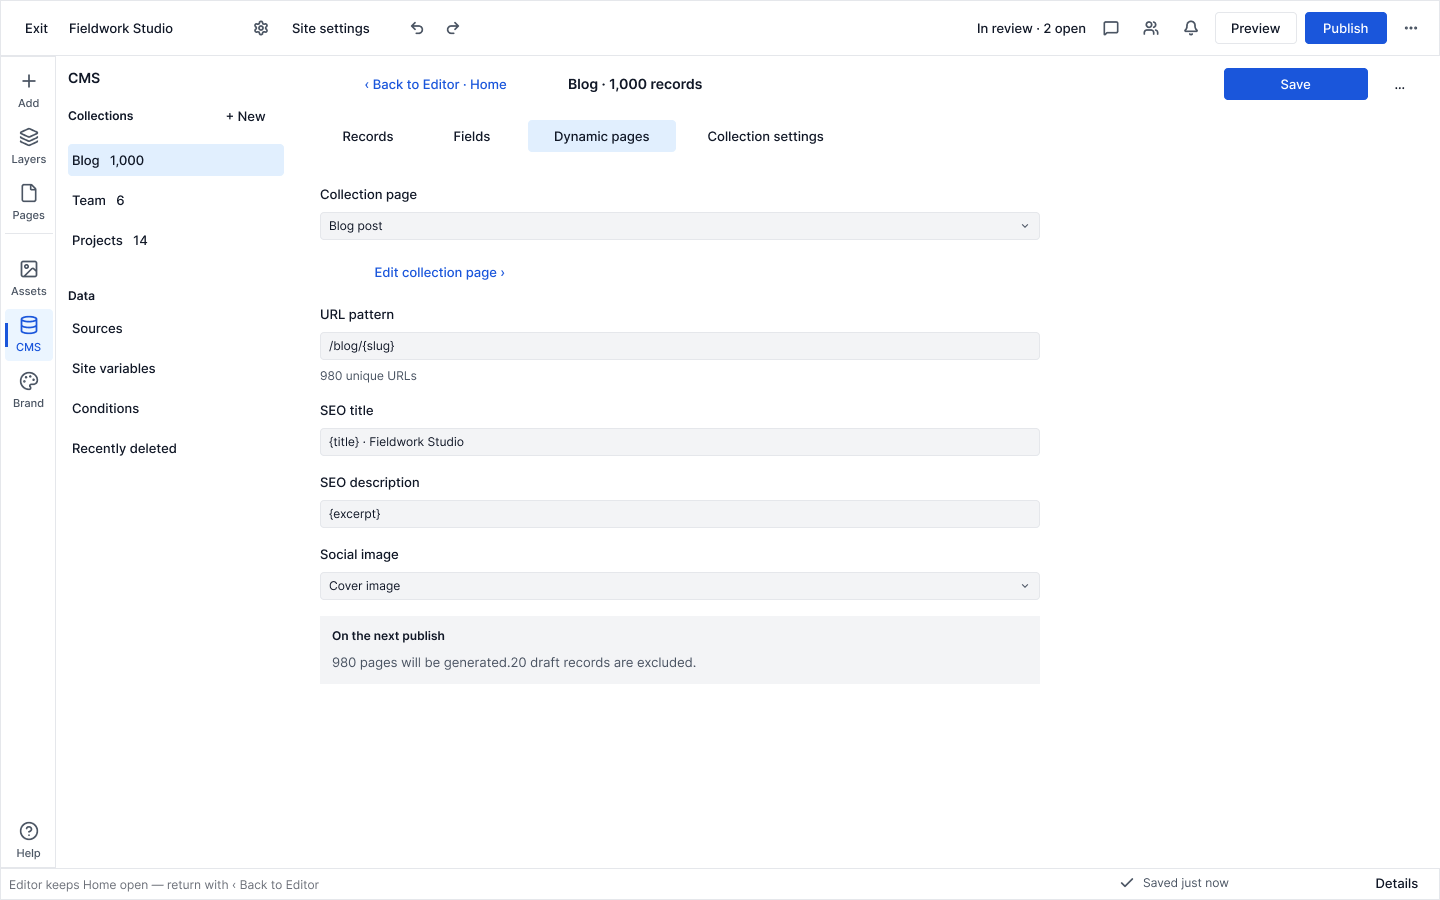 Exit Fieldwork Studio Site settings In review · 2 open Preview Publish
Add
Layers
Pages
Assets
CMS
Brand
Help
CMS
Collections + New
Blog 1,000
Team 6
Projects 14
Data
Sources
Site variables
Conditions
Recently deleted
‹ Back to Editor · Home Blog · 1,000 records Save ...
Records Fields Dynamic pages Collection settings
Collection page
Blog post
Edit collection page ›
URL pattern
/blog/{slug}
980 unique URLs
SEO title
{title} · Fieldwork Studio
SEO description
{excerpt}
Social image
Cover image
On the next publish
980 pages will be generated.20 draft records are excluded.
Editor keeps Home open — return with ‹ Back to Editor Saved just now Details